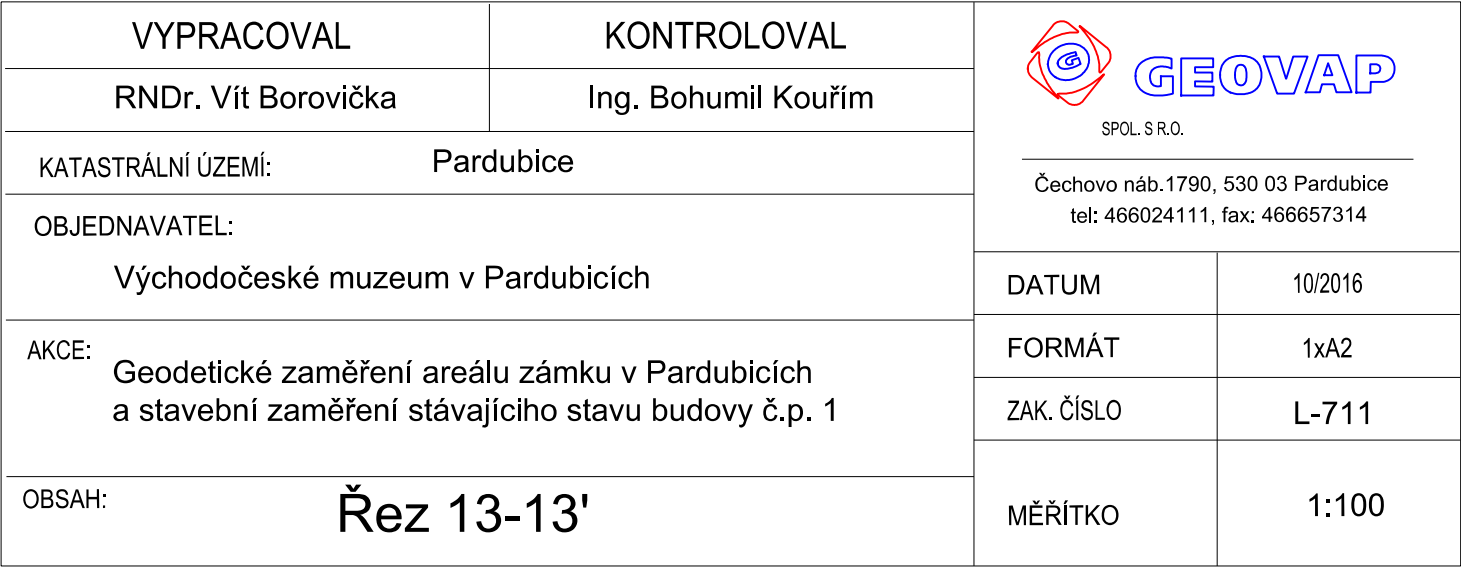 VYPRACOVAL
KONTROLOVAL
RNDr. Vít Borovička
Ing. Bohumil Kouřím
KATASTRÁLNÍ ÚZEMÍ:
Pardubice
OBJEDNAVATEL:
Východočeské muzeum v Pardubicích
AKCE:
Geodetické zaměření areálu zámku v Pardubicích
a stavební zaměření stávajíciho stavu budovy č.p. 1
OBSAH:
Řez 13-13'
G GEOVAP
SPOL. S R.O.
Čechovo náb.1790, 530 03 Pardubice
tel: 466024111, fax: 466657314
DATUM
10/2016
FORMÁT
1xA2
ZAK. ČÍSLO
L-711
MĚŘÍTKO
1:100